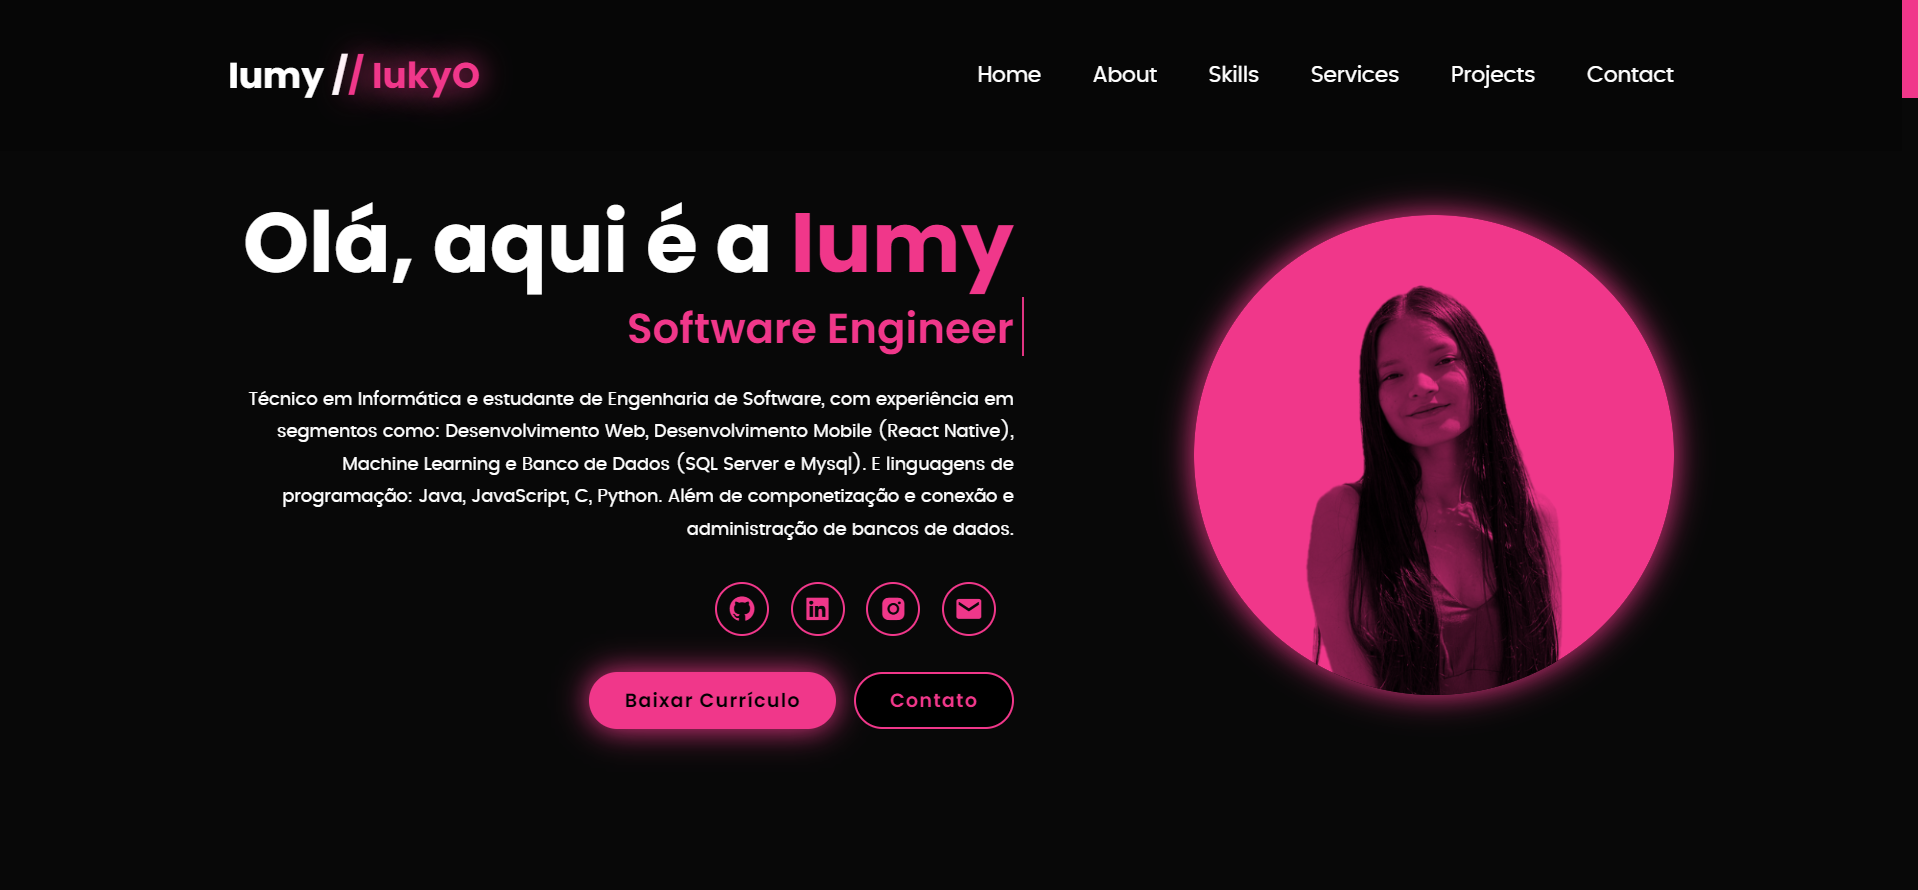 lumy // lukyO
Home About Skills Services Projects Contact
Olá, aqui é a lumy
Software Engineer
Técnico em Informática e estudante de Engenharia de Software, com experiência em
segmentos como: Desenvolvimento Web, Desenvolvimento Mobile (React Native),
Machine Learning e Banco de Dados (SQL Server e Mysql). E linguagens de
programação: Java, JavaScript, C, Python. Além de componetização e conexão e
administração de bancos de dados.
in
Baixar Currículo
Contato